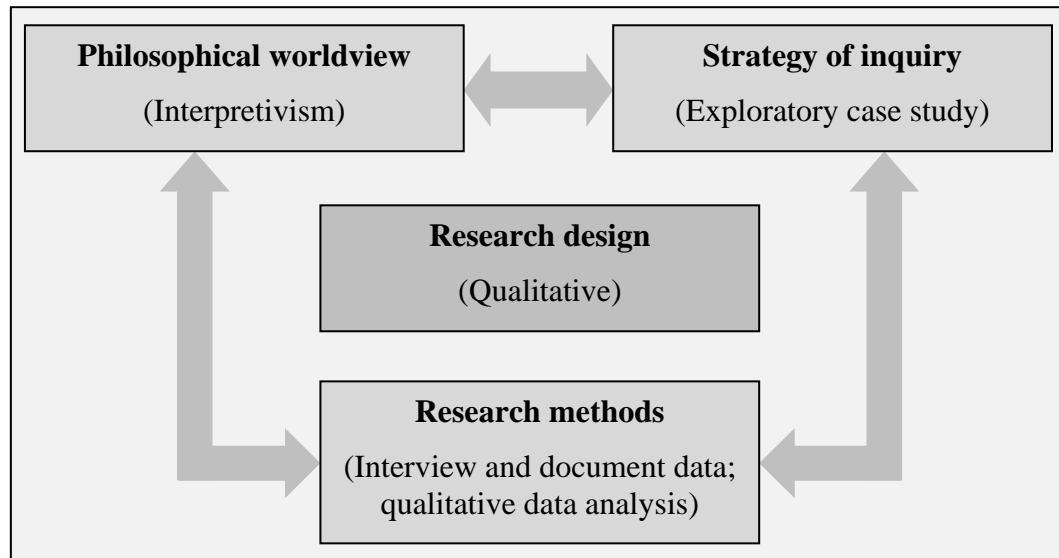 Philosophical worldview
(Interpretivism)
Strategy of inquiry
(Exploratory case study)
Research design
(Qualitative)
Research methods
(Interview and document data;
qualitative data analysis)